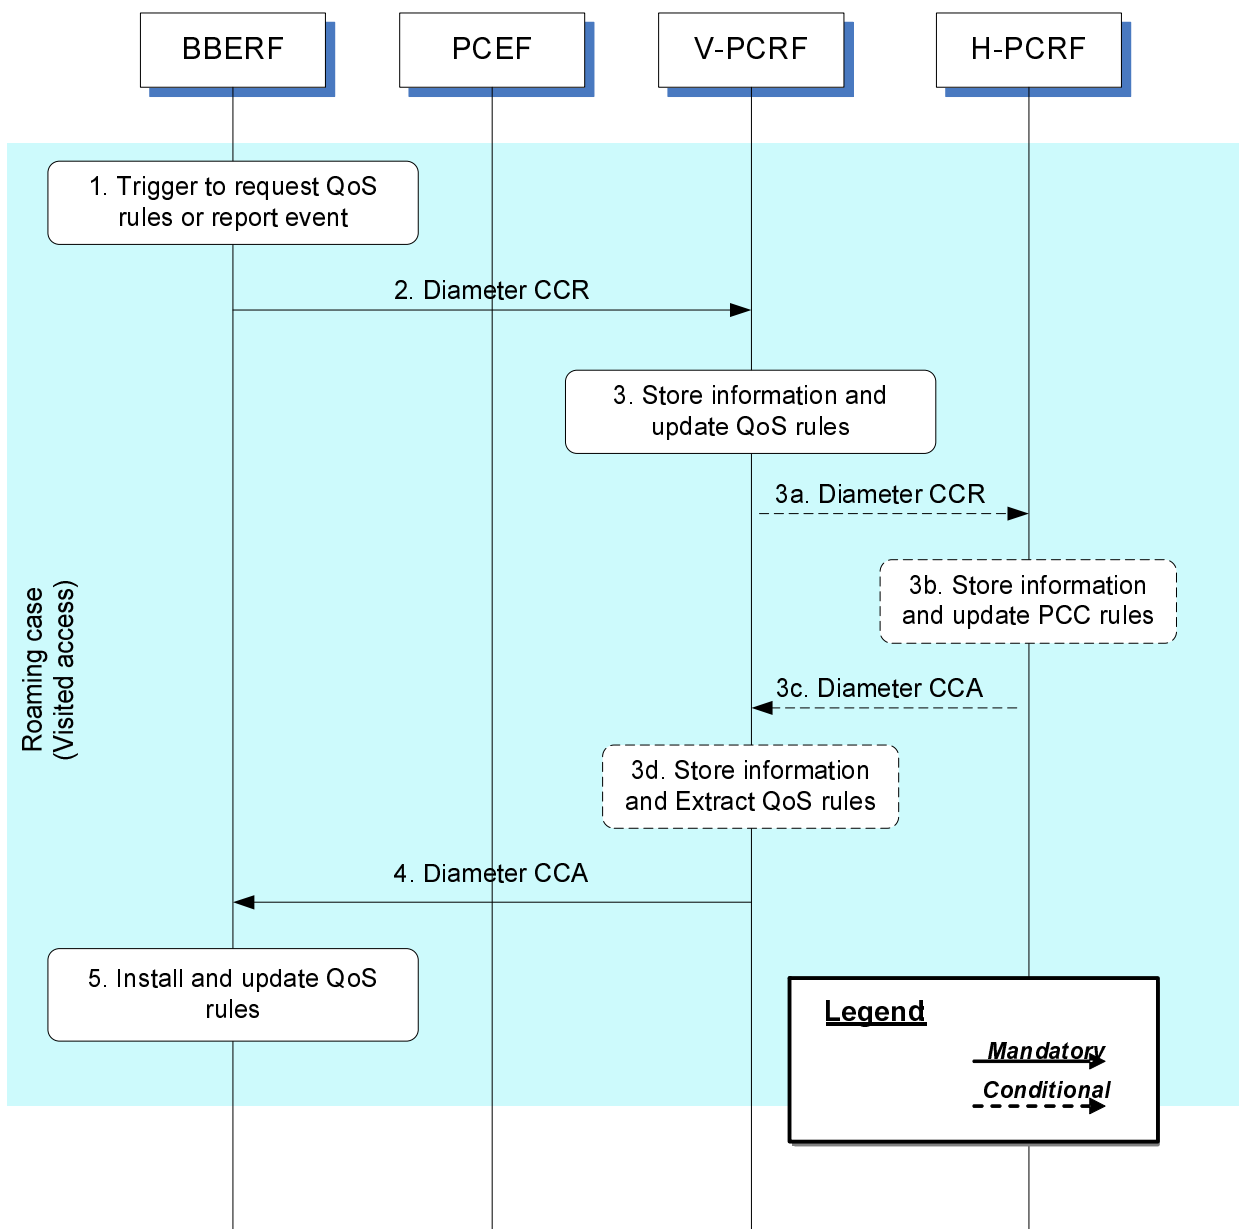 BBERF
PCEF
V-PCRF
H-PCRF
1. Trigger to request QoS
rules or report event
2. Diameter CCR
3. Store information and
update QoS rules
3a. Diameter CCR
3b. Store information
and update PCC rules
Roaming case
(Visited access)
3c. Diameter CCA
3d. Store information
and Extract QoS rules
4. Diameter CCA
5. Install and update QoS
rules
Legend:
Mandatory
Conditional